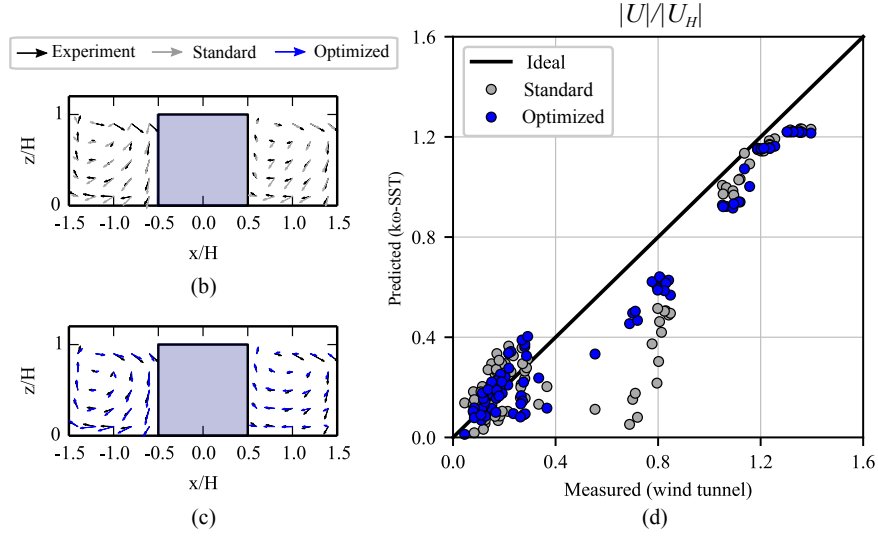 Experiment Standard Optimized
1
z/H
0
-1.5 -1.0 -0.5 0.0 0.5 1.0 1.5
x/H
(b)
1
z/H
0
-1.5 -1.0 -0.5 0.0 0.5 1.0 1.5
x/H
(c)
|U|/|U_H|
1.6
Ideal
Standard
Optimized
1.2
0.8
Predicted (kω-SST)
0.4
0.0
0.0 0.4 0.8 1.2 1.6
Measured (wind tunnel)
(d)